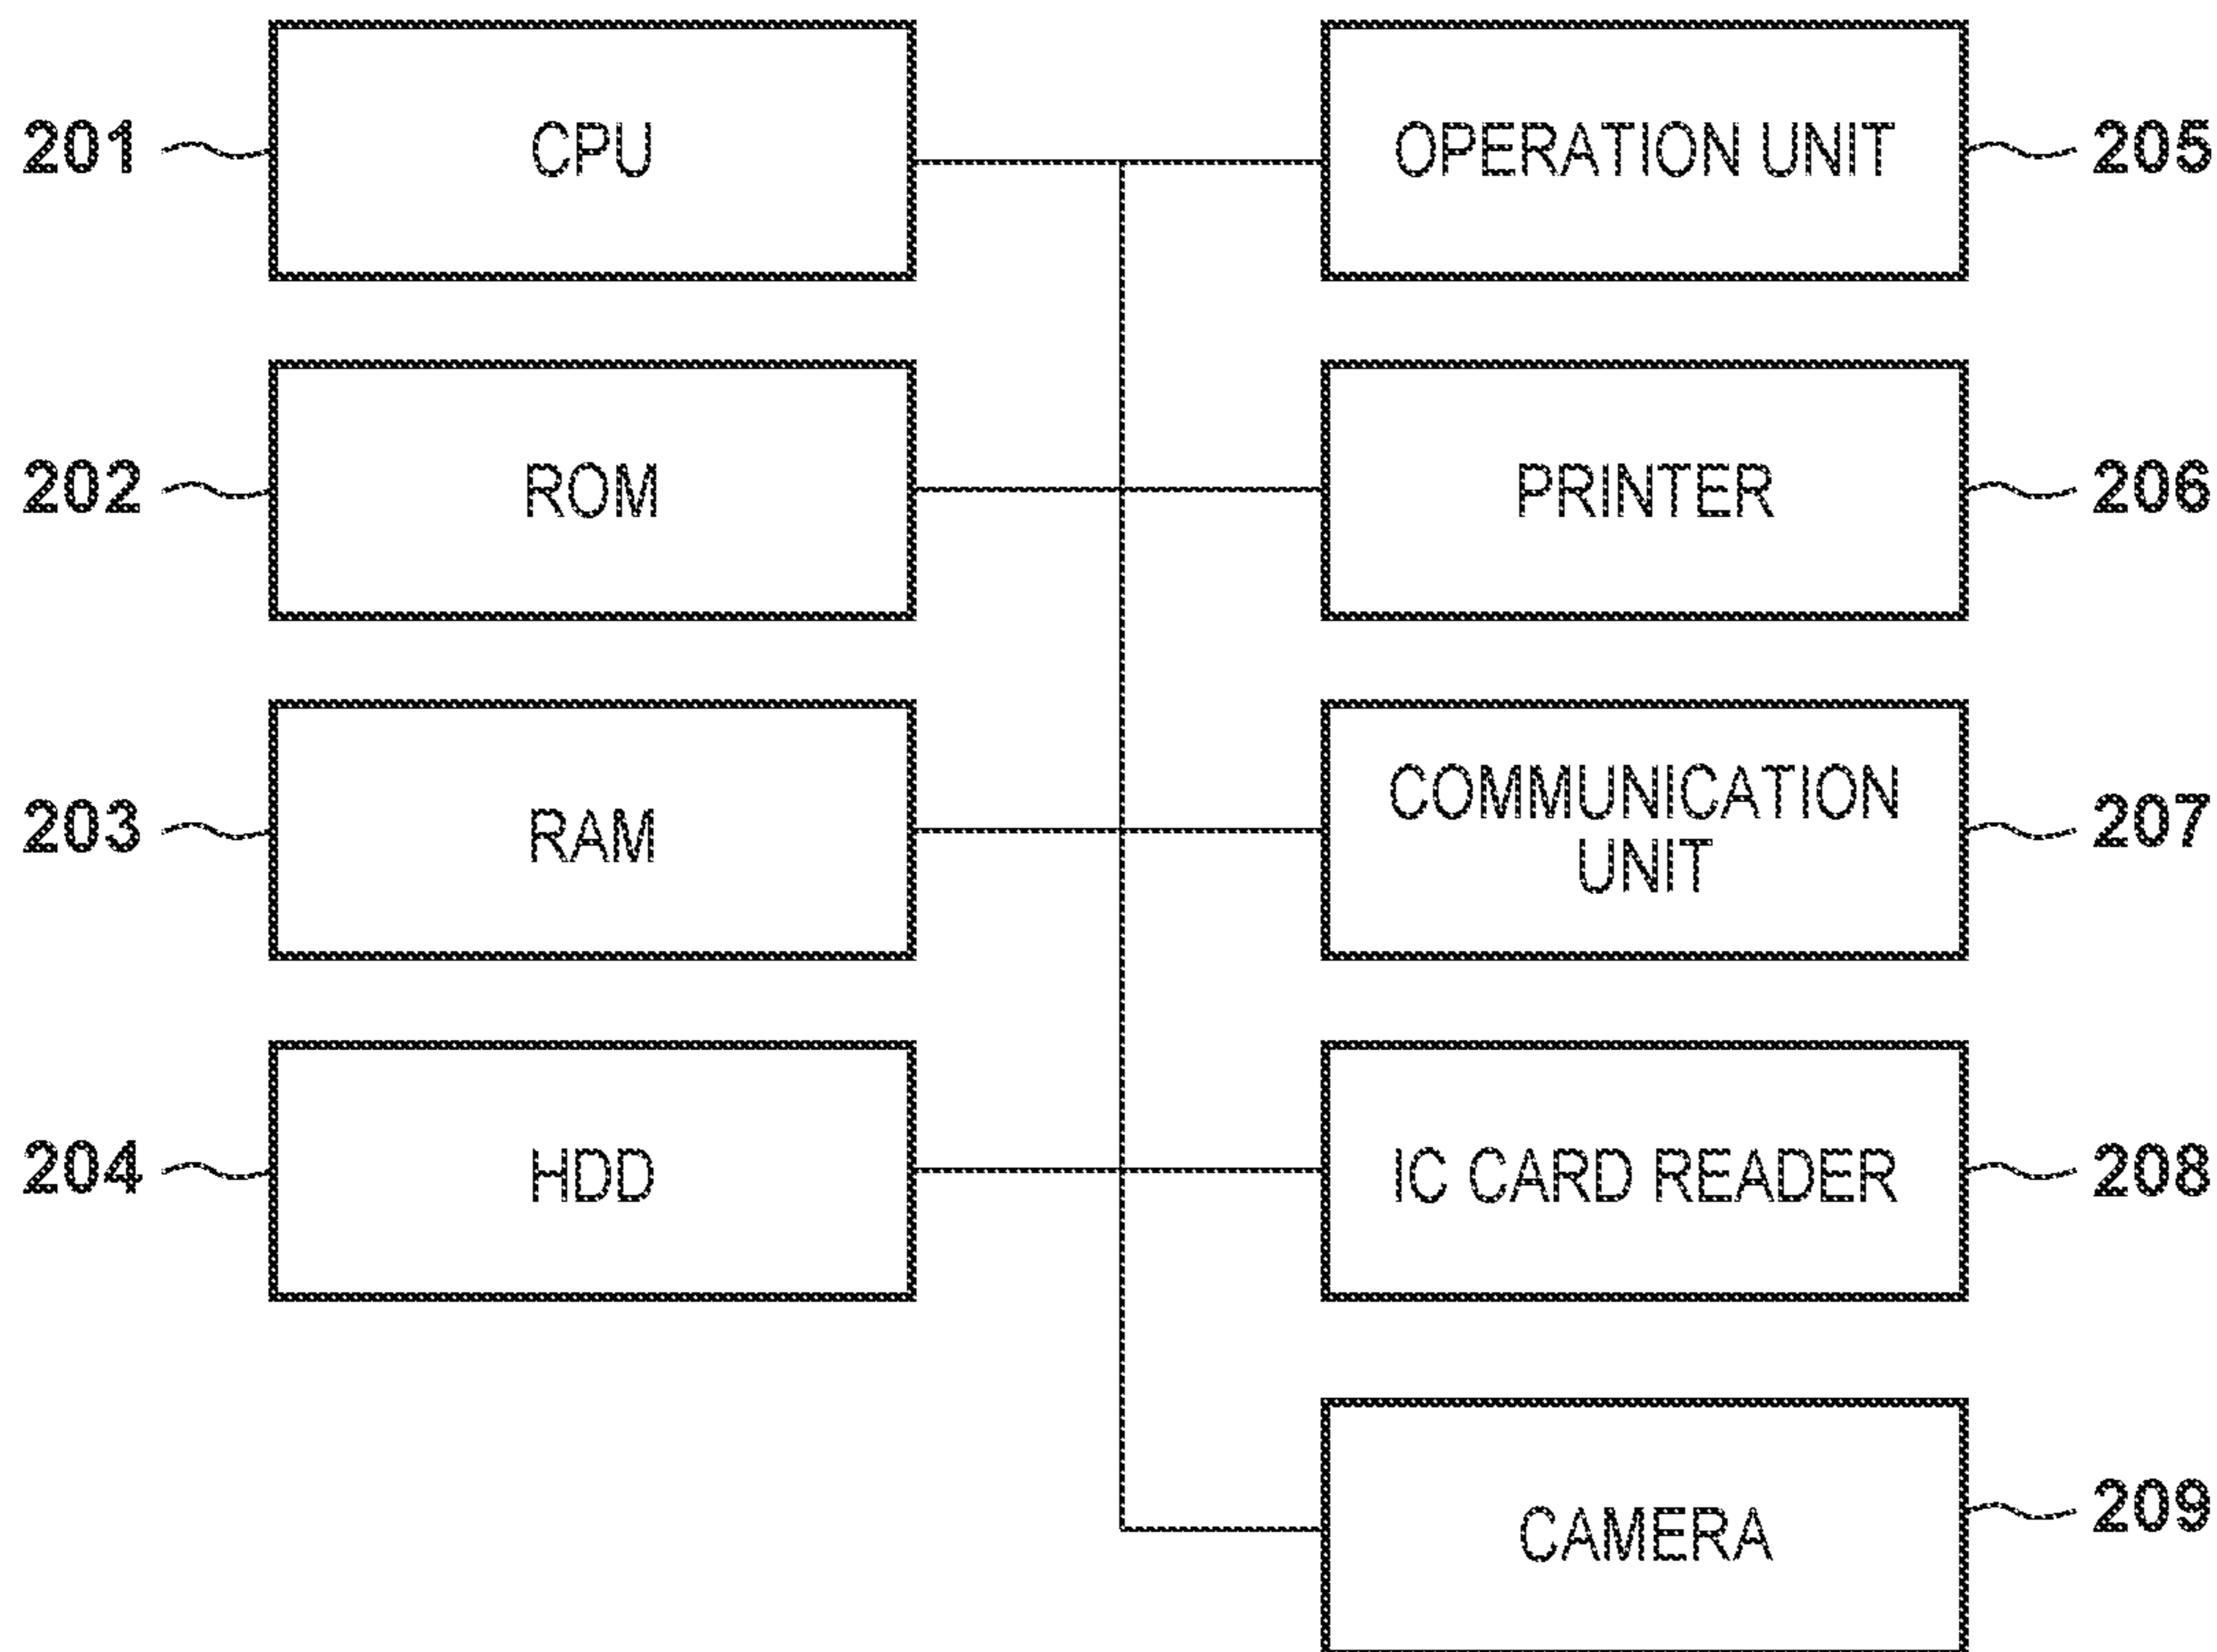 201
CPU
OPERATION UNIT
205
202
ROM
PRINTER
206
203
RAM
COMMUNICATION
UNIT
207
204
HDD
IC CARD READER
208
CAMERA
209